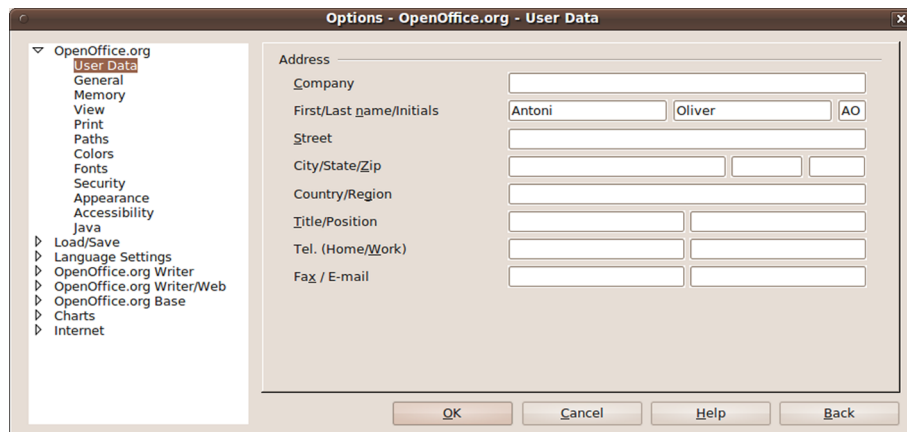 Options - OpenOffice.org - User Data
OpenOffice.org
User Data
General
Memory
View
Print
Paths
Colors
Fonts
Security
Appearance
Accessibility
Java
Load/Save
Language Settings
OpenOffice.org Writer
OpenOffice.org Writer/Web
OpenOffice.org Base
Charts
Internet
Address
Company
First/Last name/Initials Antoni Oliver AO
Street
City/State/Zip
Country/Region
Title/Position
Tel. (Home/Work)
Fax / E-mail
OK Cancel Help Back